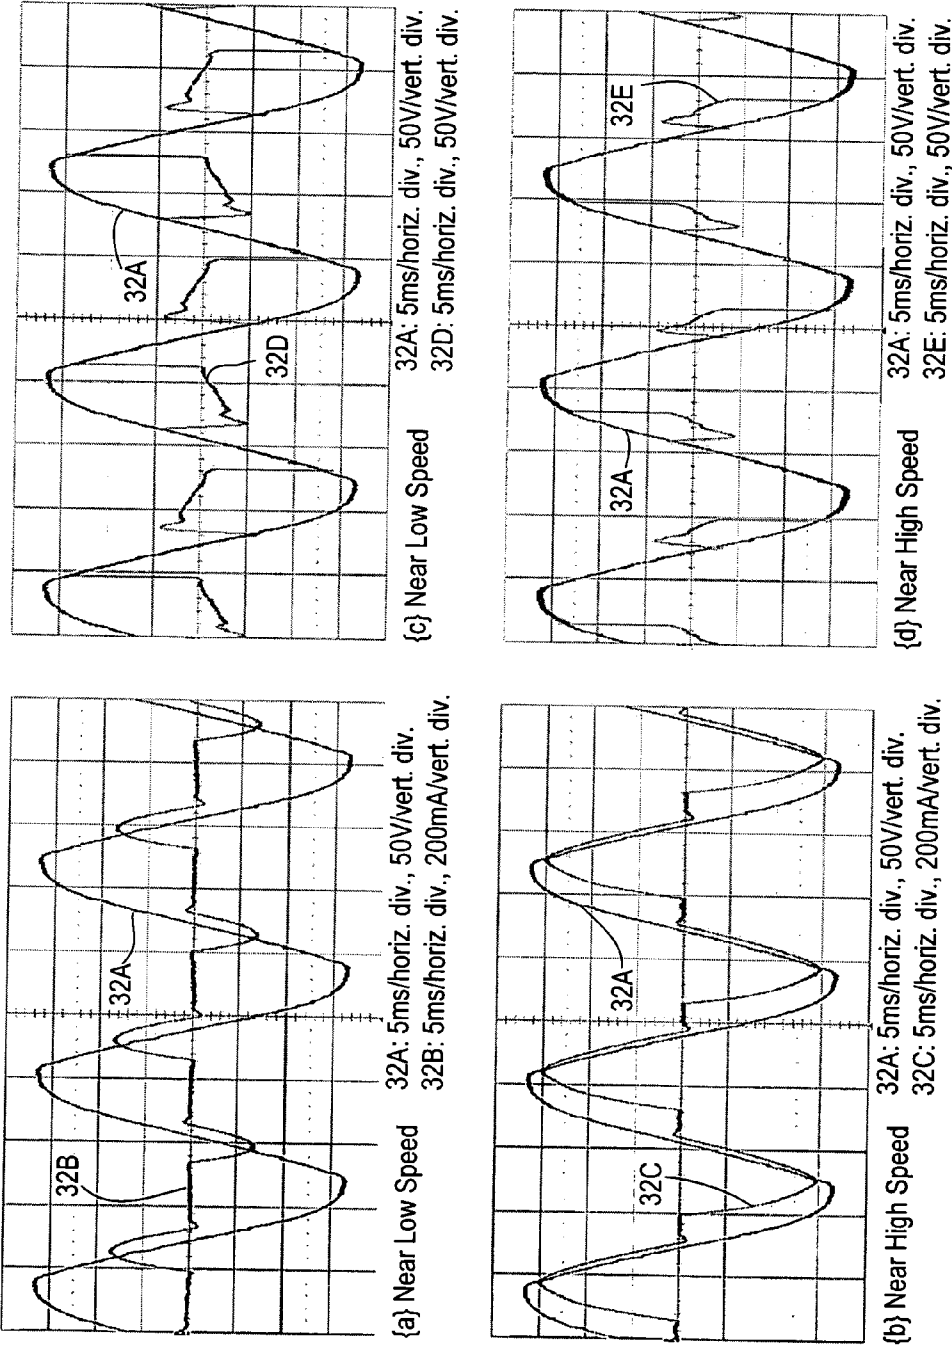 32A
32B
32A: 5ms/horiz. div., 50V/vert. div.
{a} Near Low Speed
32B: 5ms/horiz. div., 200mA/vert. div.
32A
32C
32A: 5ms/horiz. div., 50V/vert. div.
{b} Near High Speed
32C: 5ms/horiz. div., 200mA/vert. div.
32A
32D
32A: 5ms/horiz. div., 50V/vert. div.
{c} Near Low Speed
32D: 5ms/horiz. div., 50V/vert. div.
32E
32A
32A: 5ms/horiz. div., 50V/vert. div.
{d} Near High Speed
32E: 5ms/horiz. div., 50V/vert. div.